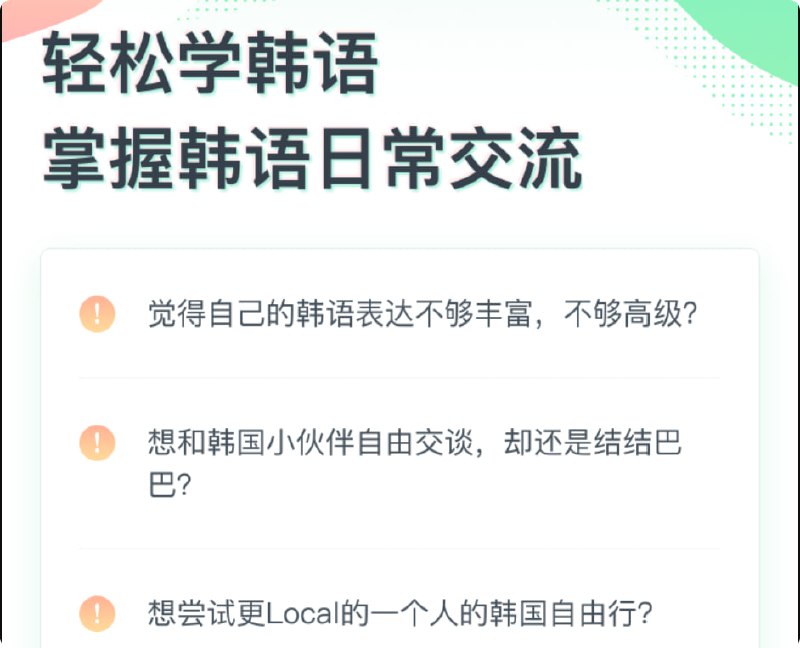 轻松学韩语
掌握韩语日常交流
觉得自己的韩语表达不够丰富，不够高级？
想和韩国小伙伴自由交谈，却还是结结巴
巴？
想尝试更Local的一个人的韩国自由行？